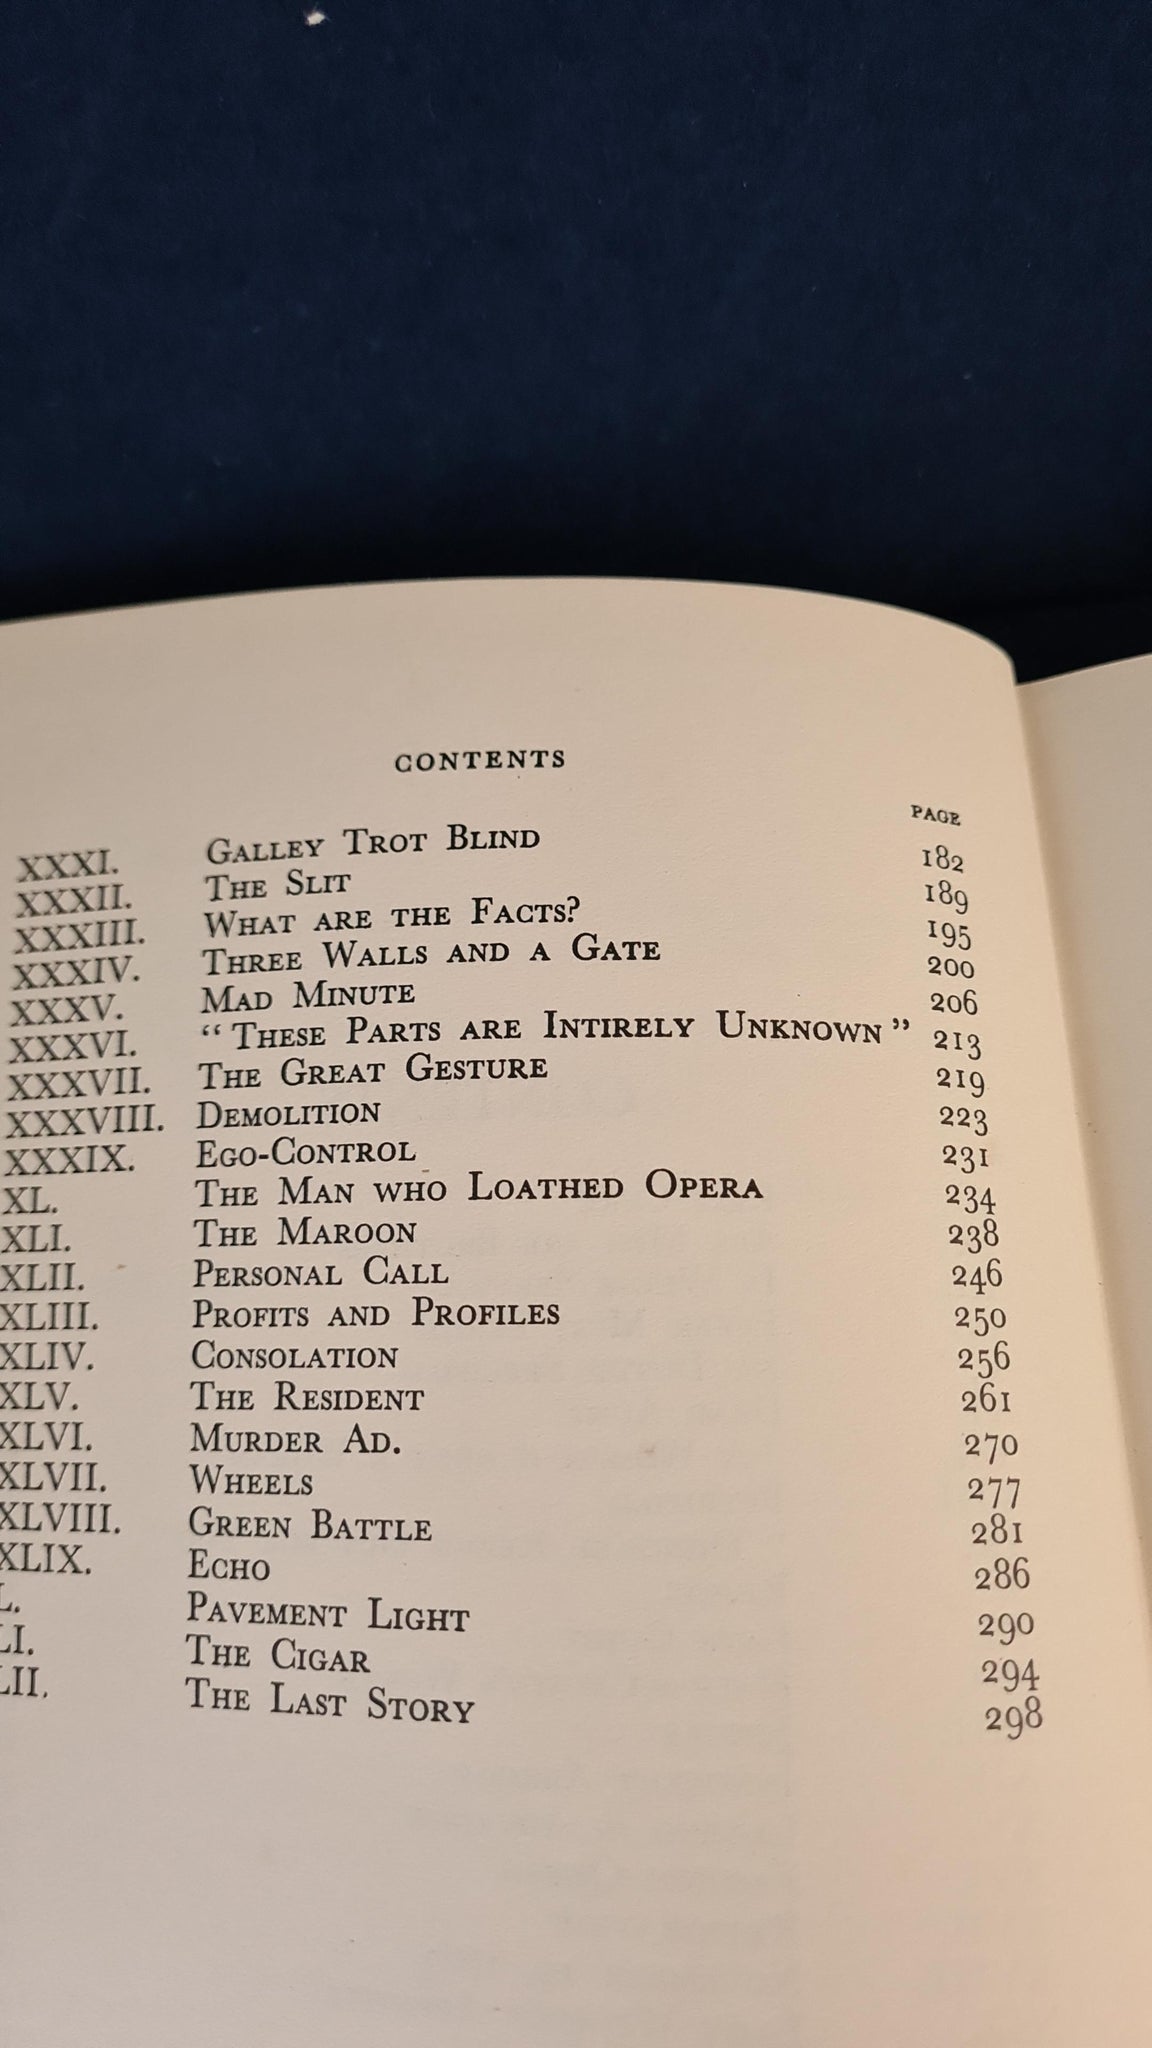 CONTENTS
PAGE
XXXI. GALLEY TROT BLIND 182
XXXII. THE SLIT 189
XXXIII. WHAT ARE THE FACTS? 195
XXXIV. THREE WALLS AND A GATE 200
XXXV. MAD MINUTE 206
XXXVI. “THESE PARTS ARE INTIRELY UNKNOWN” 213
XXXVII. THE GREAT GESTURE 219
XXXVIII. DEMOLITION 223
XXXIX. EGO-CONTROL 231
XL. THE MAN WHO LOATHED OPERA 234
XLI. THE MAROON 238
XLII. PERSONAL CALL 246
XLIII. PROFITS AND PROFILES 250
XLIV. CONSOLATION 256
XLV. THE RESIDENT 261
XLVI. MURDER AD. 270
XLVII. WHEELS 277
XLVIII. GREEN BATTLE 281
XLIX. ECHO 286
L. PAVEMENT LIGHT 290
LI. THE CIGAR 294
LII. THE LAST STORY 298